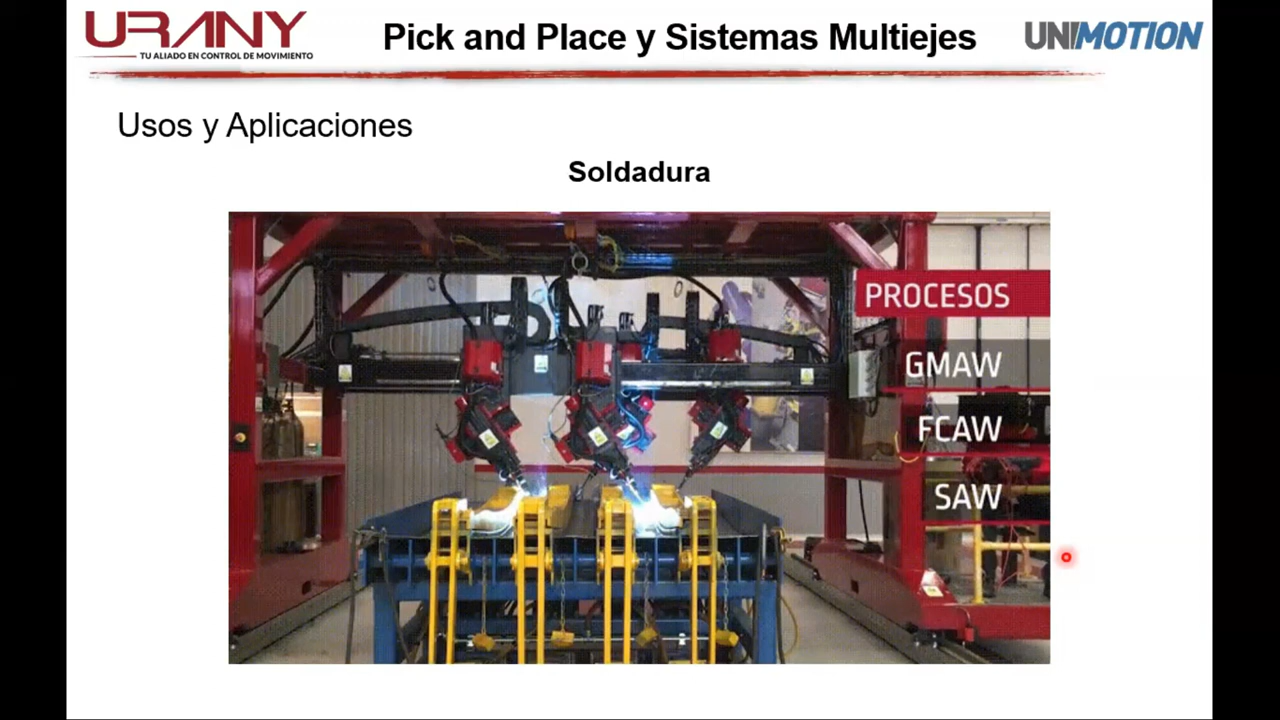 URANY
TU ALIADO EN CONTROL DE MOVIMIENTO
Pick and Place y Sistemas Multiejes
UNIMOTION
Usos y Aplicaciones
Soldadura
PROCESOS
GMAW
FCAW
SAW